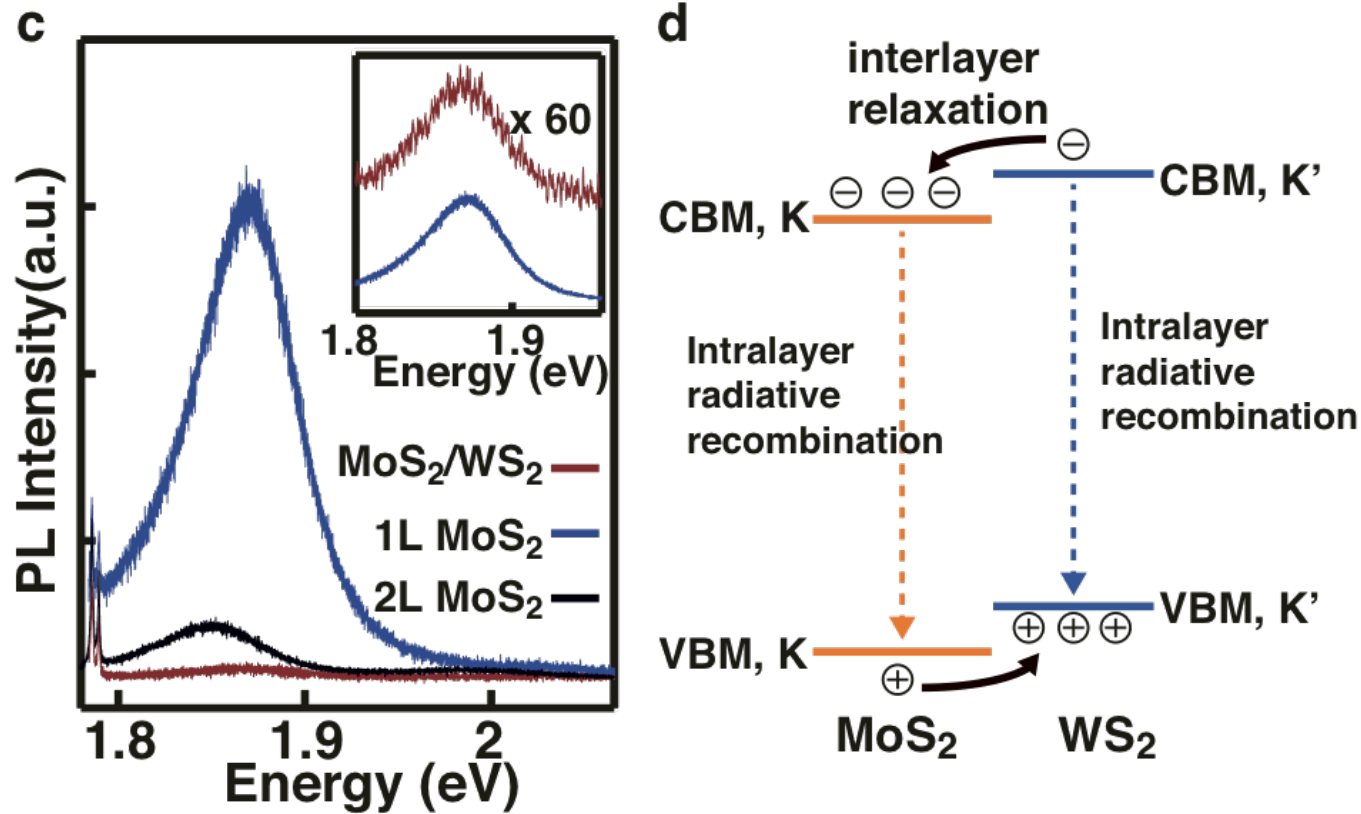 c
PL Intensity(a.u.)
x 60
1.8 1.9
Energy (eV)
MoS₂/WS₂
1L MoS₂
2L MoS₂
1.8 1.9 2
Energy (eV)
d
interlayer
relaxation
CBM, K
CBM, K’
Intralayer
radiative
recombination
Intralayer
radiative
recombination
VBM, K
VBM, K’
MoS₂ WS₂